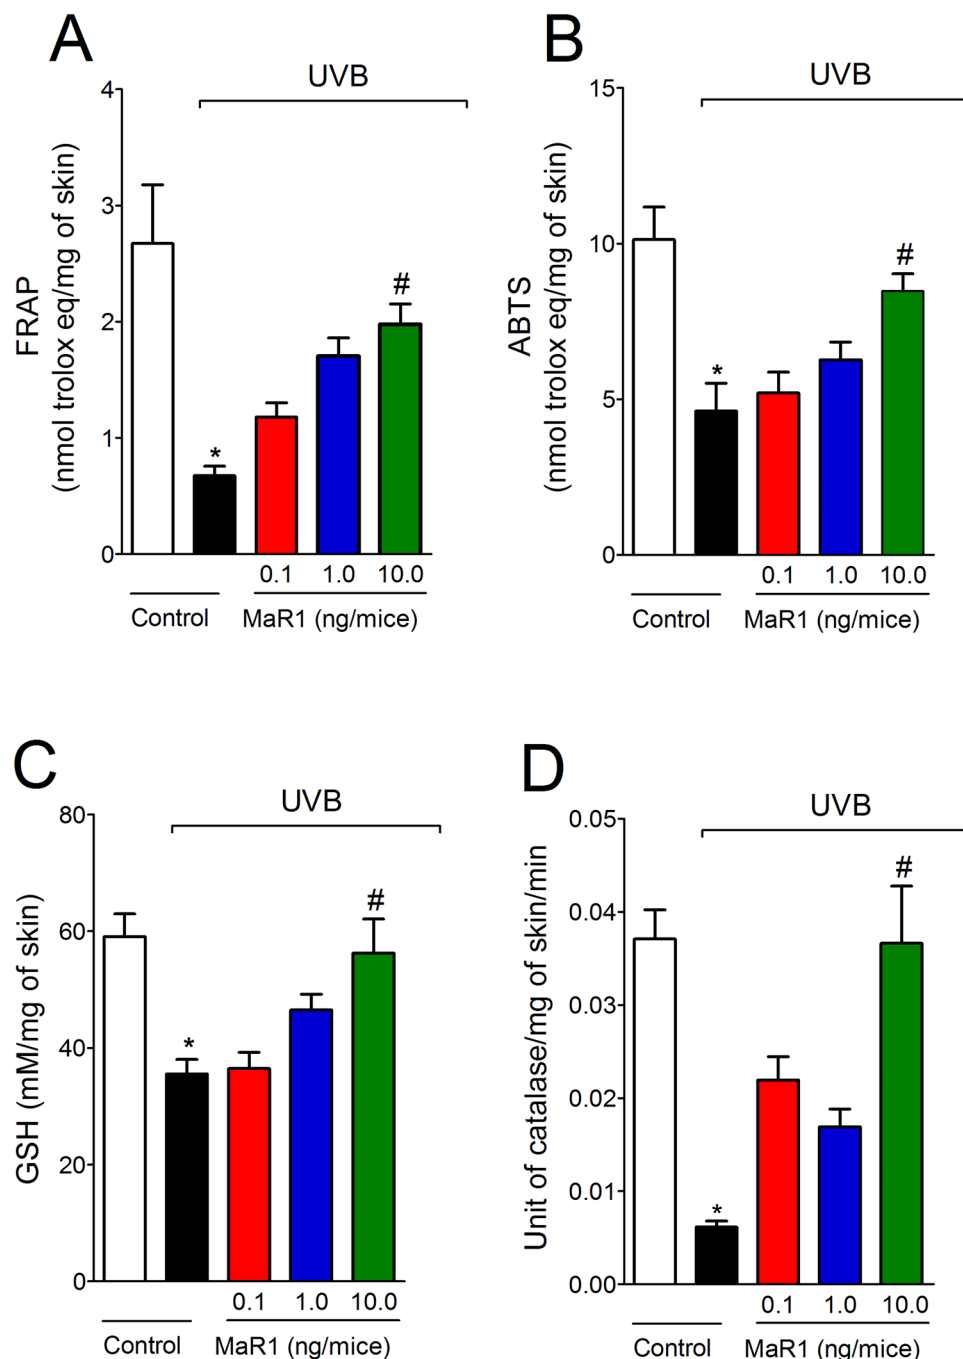 A
UVB
FRAP
(nmol trolox eq/mg of skin)
4
3
2
1
0
*
#
0.1 1.0 10.0
Control MaR1 (ng/mice)
B
UVB
ABTS
(nmol trolox eq/mg of skin)
15
10
5
0
*
#
0.1 1.0 10.0
Control MaR1 (ng/mice)
C
UVB
GSH (mM/mg of skin)
80
60
40
20
0
*
#
0.1 1.0 10.0
Control MaR1 (ng/mice)
D
UVB
Unit of catalase/mg of skin/min
0.05
0.04
0.03
0.02
0.01
0.00
*
#
0.1 1.0 10.0
Control MaR1 (ng/mice)